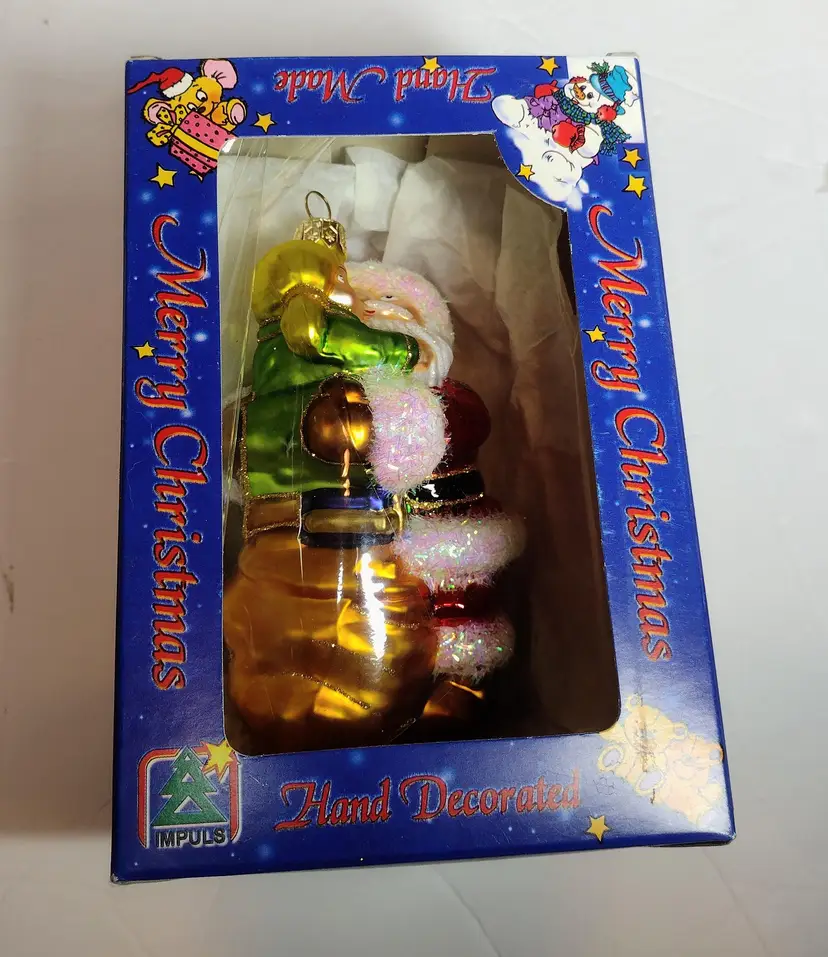 Hand Made
Merry Christmas
Merry Christmas
Hand Decorated
IMPULS